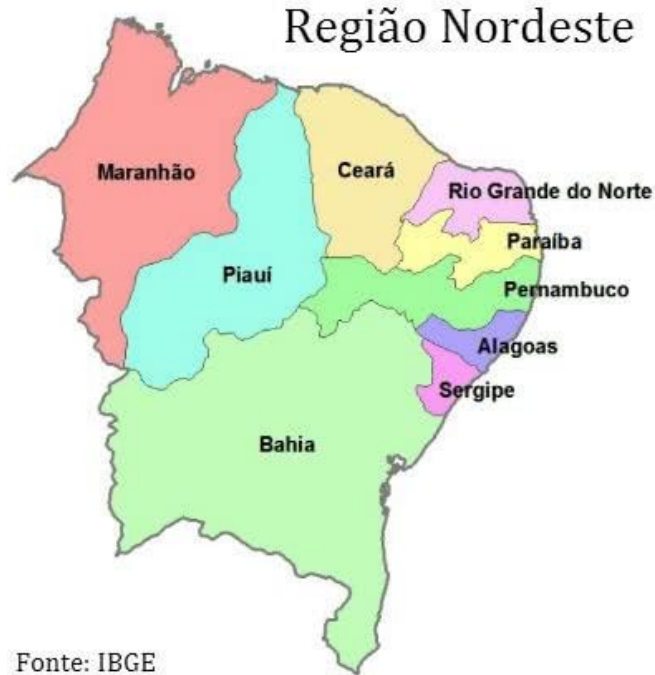 Região Nordeste
Maranhão
Ceará
Rio Grande do Norte
Paraíba
Piauí
Pernambuco
Alagoas
Sergipe
Bahia
Fonte: IBGE